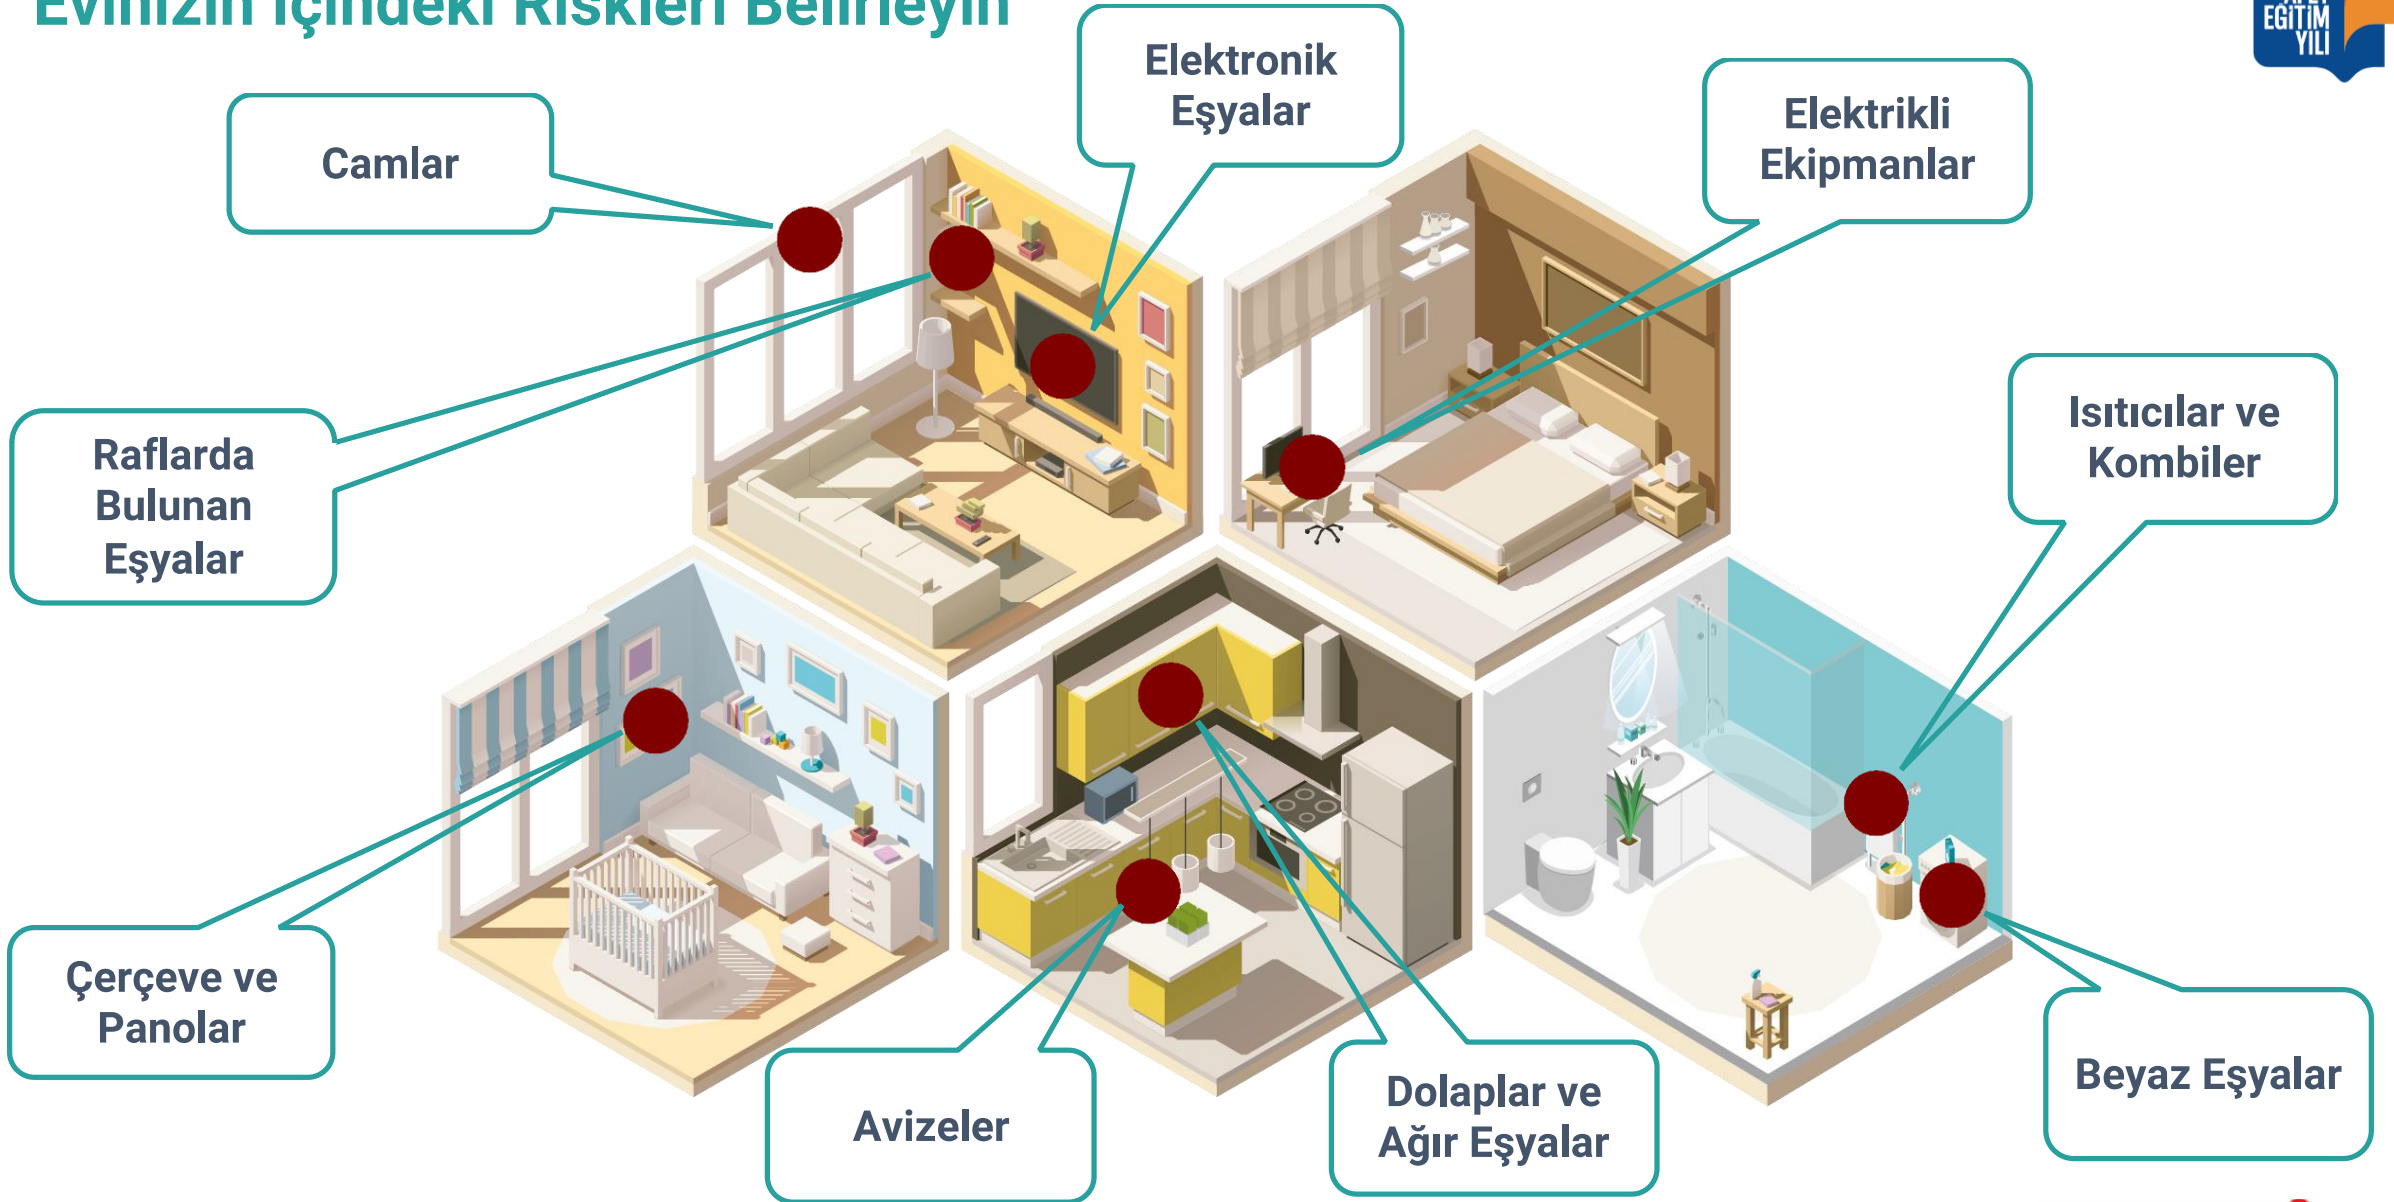 Evinizin İçindeki Riskleri Belirleyin
EĞİTİM
YILI
Elektronik
Eşyalar
Elektrikli
Ekipmanlar
Camlar
Isıtıcılar ve
Kombiler
Raflarda
Bulunan
Eşyalar
Çerçeve ve
Panolar
Avizeler
Dolaplar ve
Ağır Eşyalar
Beyaz Eşyalar